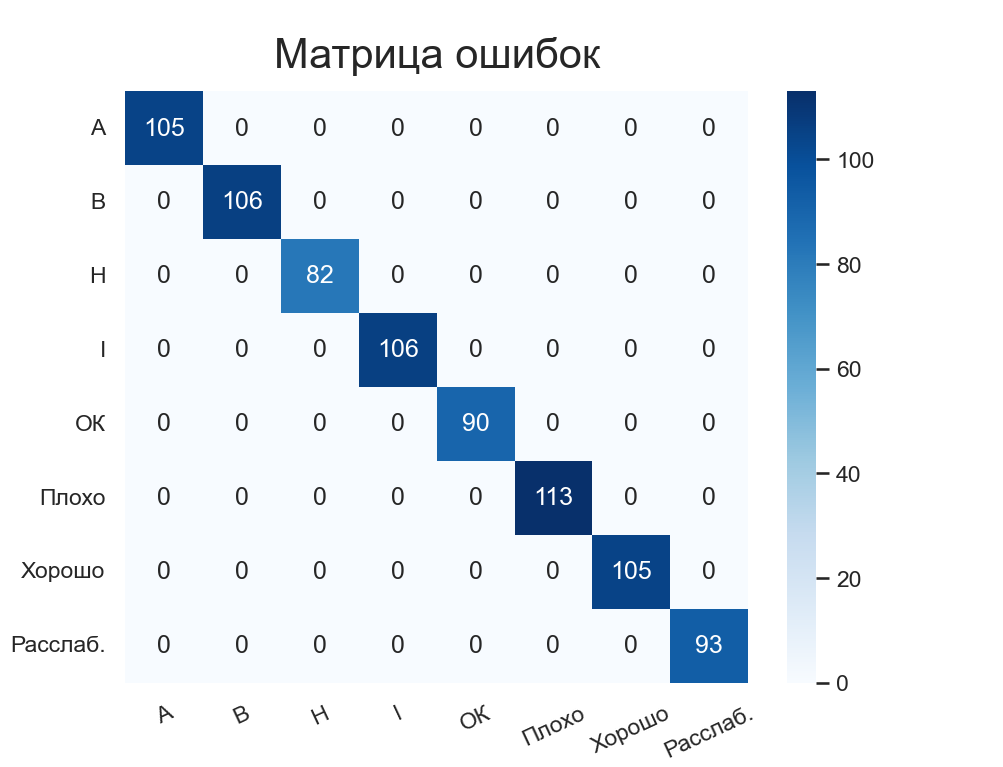 Матрица ошибок
A 105 0 0 0 0 0 0 0
B 0 106 0 0 0 0 0 0
H 0 0 82 0 0 0 0 0
I 0 0 0 106 0 0 0 0
ОК 0 0 0 0 90 0 0 0
Плохо 0 0 0 0 0 113 0 0
Хорошо 0 0 0 0 0 0 105 0
Расслаб. 0 0 0 0 0 0 0 93
A B H I ОК Плохо Хорошо Расслаб.
100
80
60
40
20
0